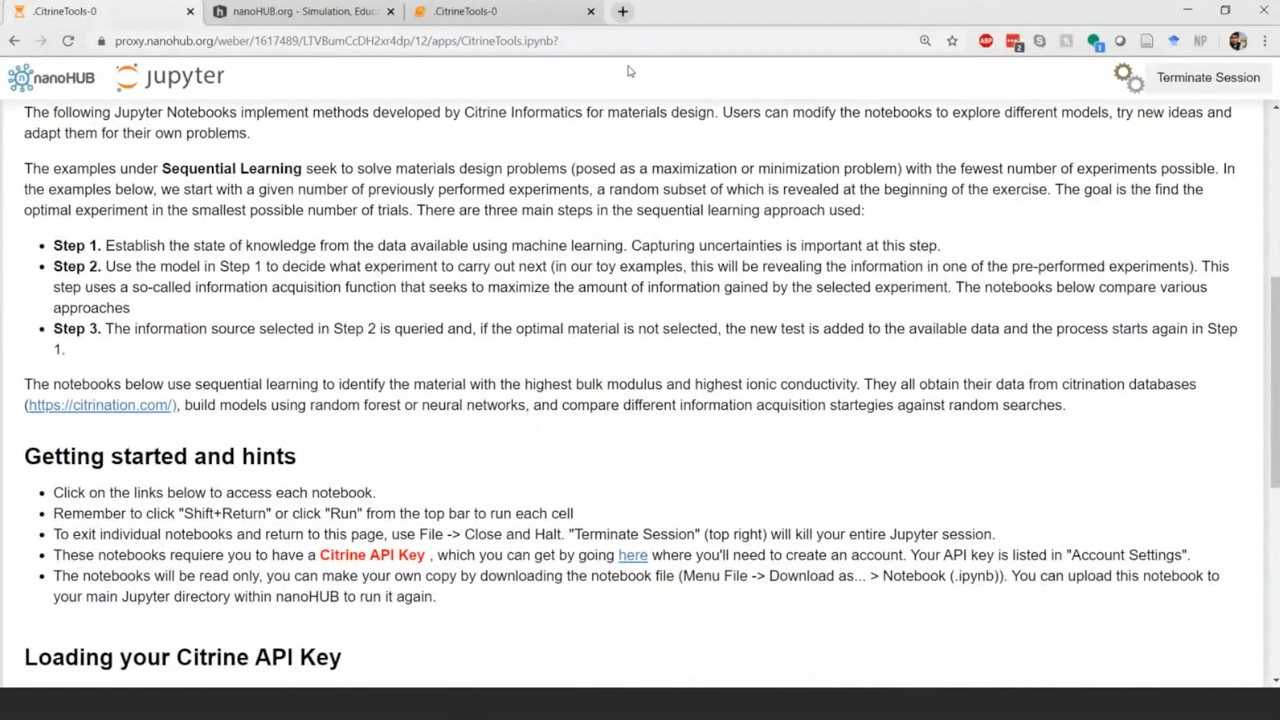 .CitrineTools-0
nanoHUB.org - Simulation, Educ
.CitrineTools-0
proxy.nanohub.org/weber/1617489/LTVBumCcDH2xr4dp/12/apps/CitrineTools.ipynb?
ABP
2
1
NP
nanoHUB
jupyter
Terminate Session
The following Jupyter Notebooks implement methods developed by Citrine Informatics for materials design. Users can modify the notebooks to explore different models, try new ideas and
adapt them for their own problems.
The examples under Sequential Learning seek to solve materials design problems (posed as a maximization or minimization problem) with the fewest number of experiments possible. In
the examples below, we start with a given number of previously performed experiments, a random subset of which is revealed at the beginning of the exercise. The goal is the find the
optimal experiment in the smallest possible number of trials. There are three main steps in the sequential learning approach used:
• Step 1. Establish the state of knowledge from the data available using machine learning. Capturing uncertainties is important at this step.
• Step 2. Use the model in Step 1 to decide what experiment to carry out next (in our toy examples, this will be revealing the information in one of the pre-performed experiments). This
step uses a so-called information acquisition function that seeks to maximize the amount of information gained by the selected experiment. The notebooks below compare various
approaches
• Step 3. The information source selected in Step 2 is queried and, if the optimal material is not selected, the new test is added to the available data and the process starts again in Step
1.
The notebooks below use sequential learning to identify the material with the highest bulk modulus and highest ionic conductivity. They all obtain their data from citrination databases
(https://citrination.com/), build models using random forest or neural networks, and compare different information acquisition startegies against random searches.
Getting started and hints
• Click on the links below to access each notebook.
• Remember to click "Shift+Return" or click "Run" from the top bar to run each cell
• To exit individual notebooks and return to this page, use File -> Close and Halt. "Terminate Session" (top right) will kill your entire Jupyter session.
• These notebooks requiere you to have a Citrine API Key , which you can get by going here where you'll need to create an account. Your API key is listed in "Account Settings".
• The notebooks will be read only, you can make your own copy by downloading the notebook file (Menu File -> Download as... > Notebook (.ipynb)). You can upload this notebook to
your main Jupyter directory within nanoHUB to run it again.
Loading your Citrine API Key